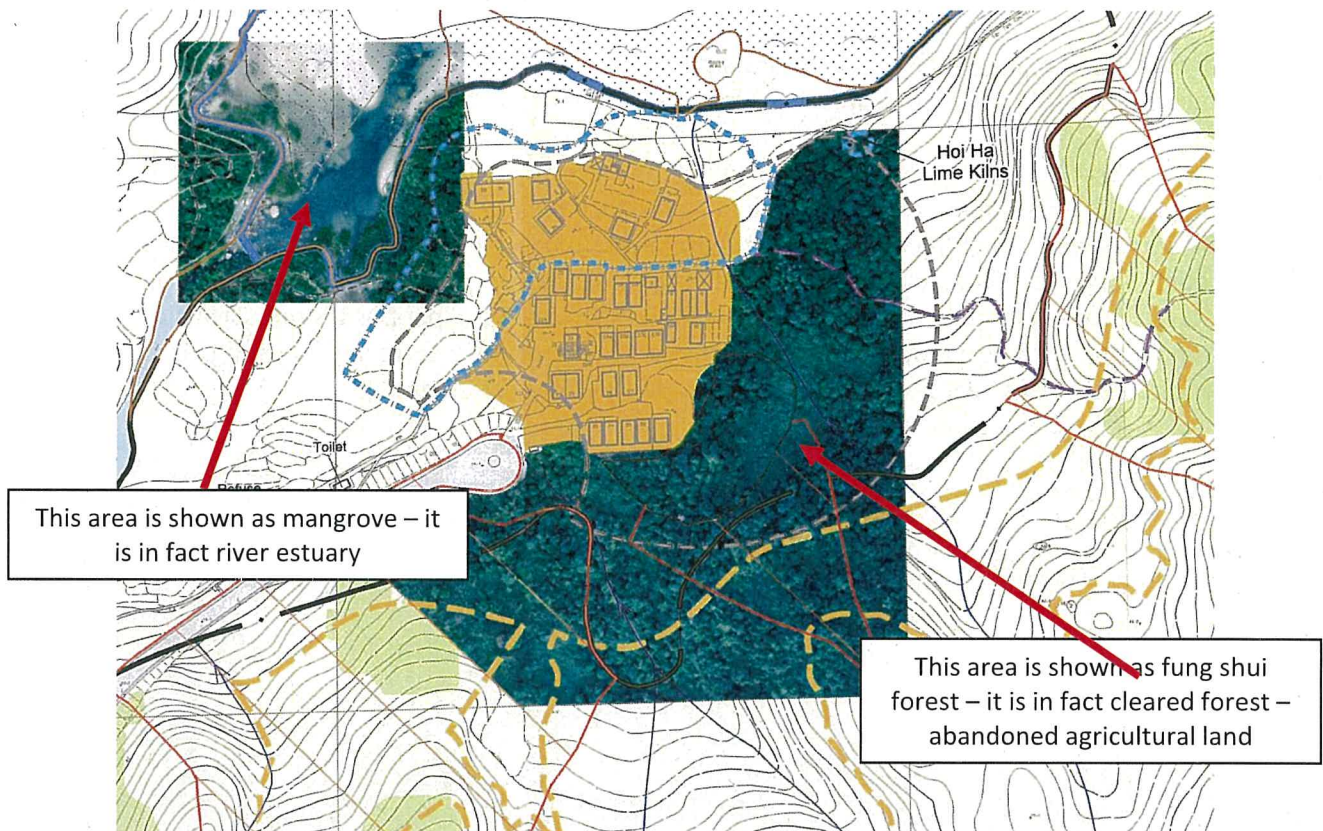 Hoi Ha
Lime Kilns
Toilet
Refuse
This area is shown as mangrove – it
is in fact river estuary
This area is shown as fung shui
forest – it is in fact cleared forest –
abandoned agricultural land